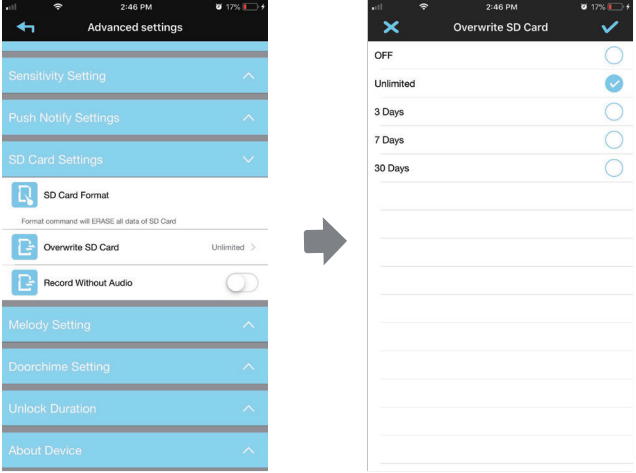 2:46 PM
17%
Advanced settings
Sensitivity Setting
Push Notify Settings
SD Card Settings
SD Card Format
Format command will ERASE all data of SD Card
Overwrite SD Card Unlimited
Record Without Audio
Melody Setting
Doorchime Setting
Unlock Duration
About Device
2:46 PM
17%
Overwrite SD Card
OFF
Unlimited
3 Days
7 Days
30 Days